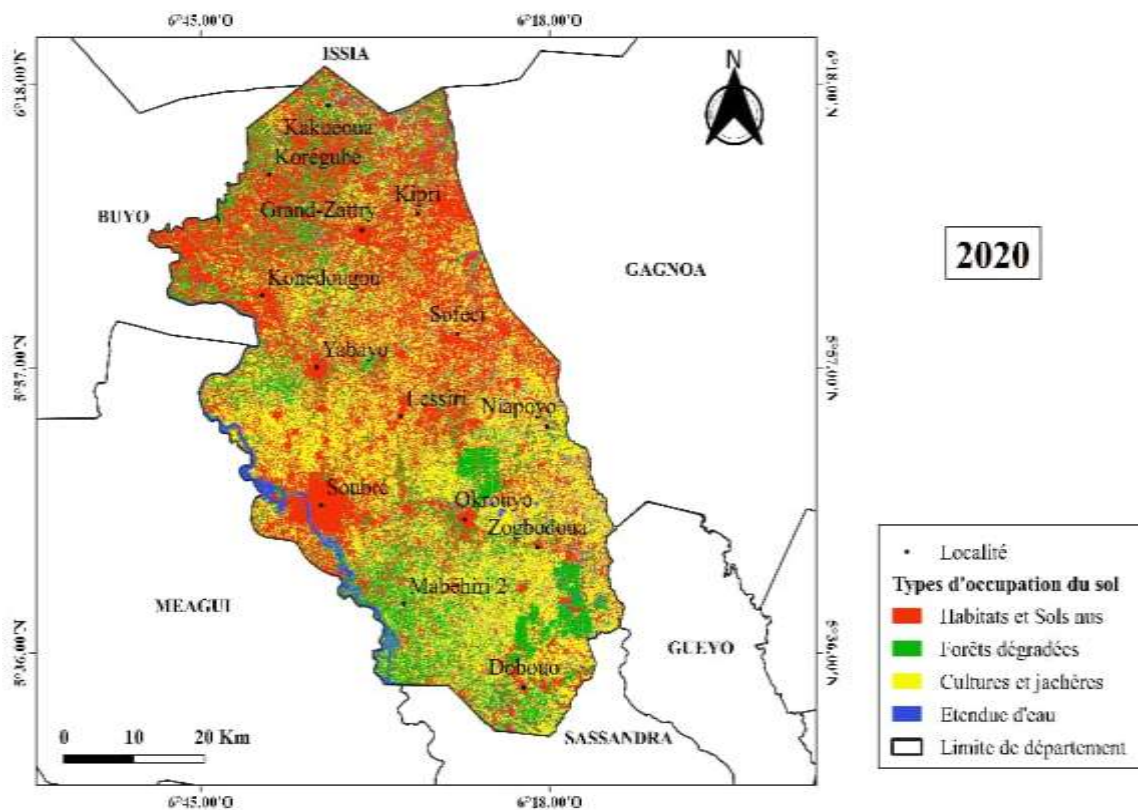 6°45.00'O 6°18.00'O
ISSIA
N
6°18.00'N 6°18.00'N
Kakueoua
Korégubé
Kipri
BUYO
Grand-Zattry
GAGNOA
2020
Konedougou
Soféci
Yabayo
5°57.00'N 5°57.00'N
Lessiri
Niapoyo
Soubré
Okrouyo
Zogbodoua
Mabéhiri 2
MEAGUI
GUEYO
5°36.00'N 5°36.00'N
Dobouo
SASSANDRA
0 10 20 Km
6°45.00'O 6°18.00'O
Localité
Types d'occupation du sol
Habitats et Sols nus
Forêts dégradées
Cultures et jachères
Etendue d'eau
Limite de département